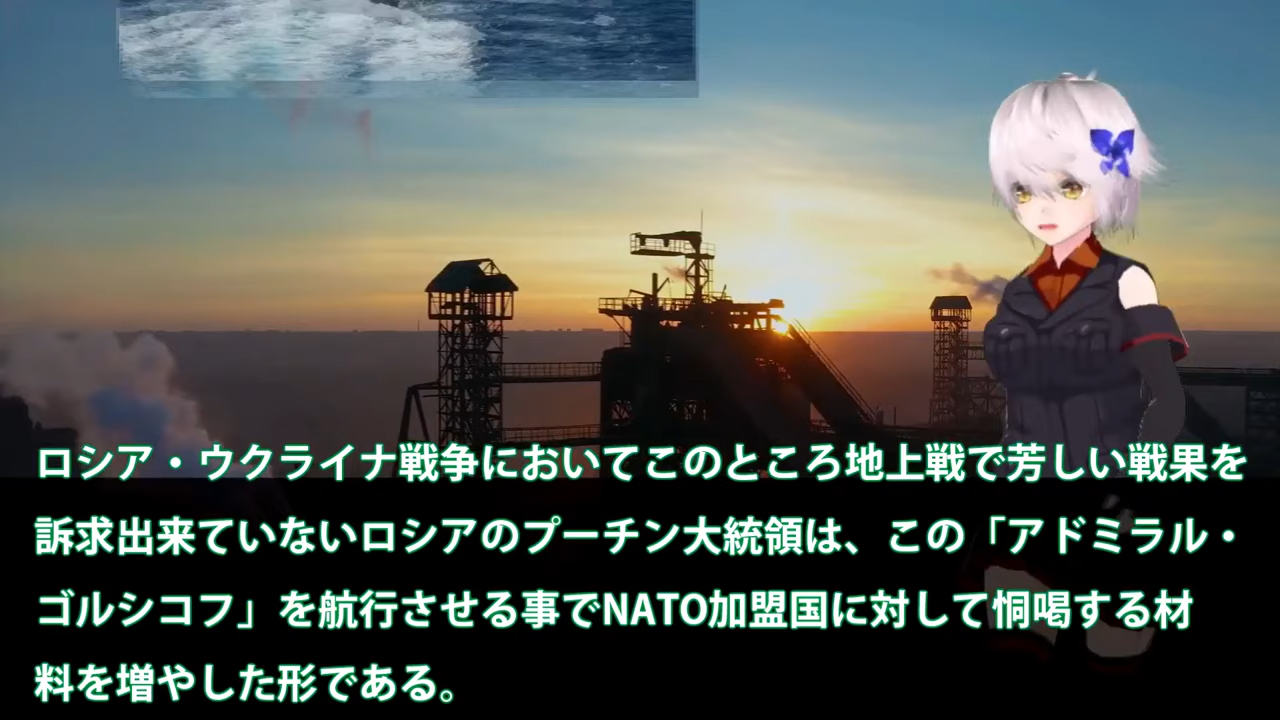 ロシア・ウクライナ戦争においてこのところ地上戦で芳しい戦果を
訴求出来ていないロシアのプーチン大統領は、この「アドミラル・
ゴルシコフ」を航行させる事でNATO加盟国に対して恫喝する材
料を増やした形である。